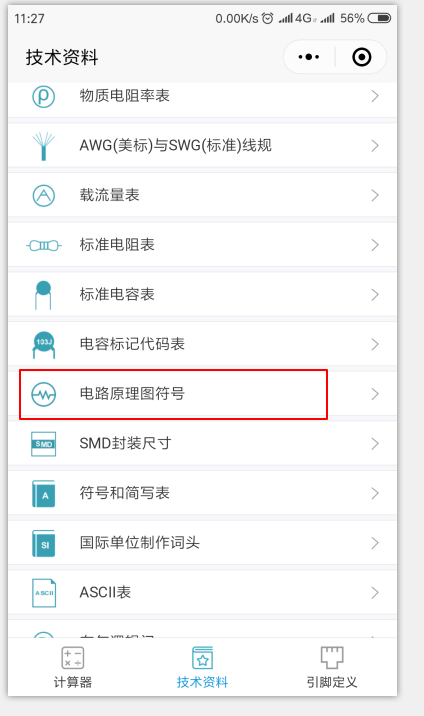 11:27 0.00K/s 4G 56%
技术资料
ρ 物质电阻率表
AWG(美标)与SWG(标准)线规
A 载流量表
标准电阻表
标准电容表
103J 电容标记代码表
电路原理图符号
SMD SMD封装尺寸
A 符号和简写表
SI 国际单位制作词头
ASCII ASCII表
计算器 技术资料 引脚定义